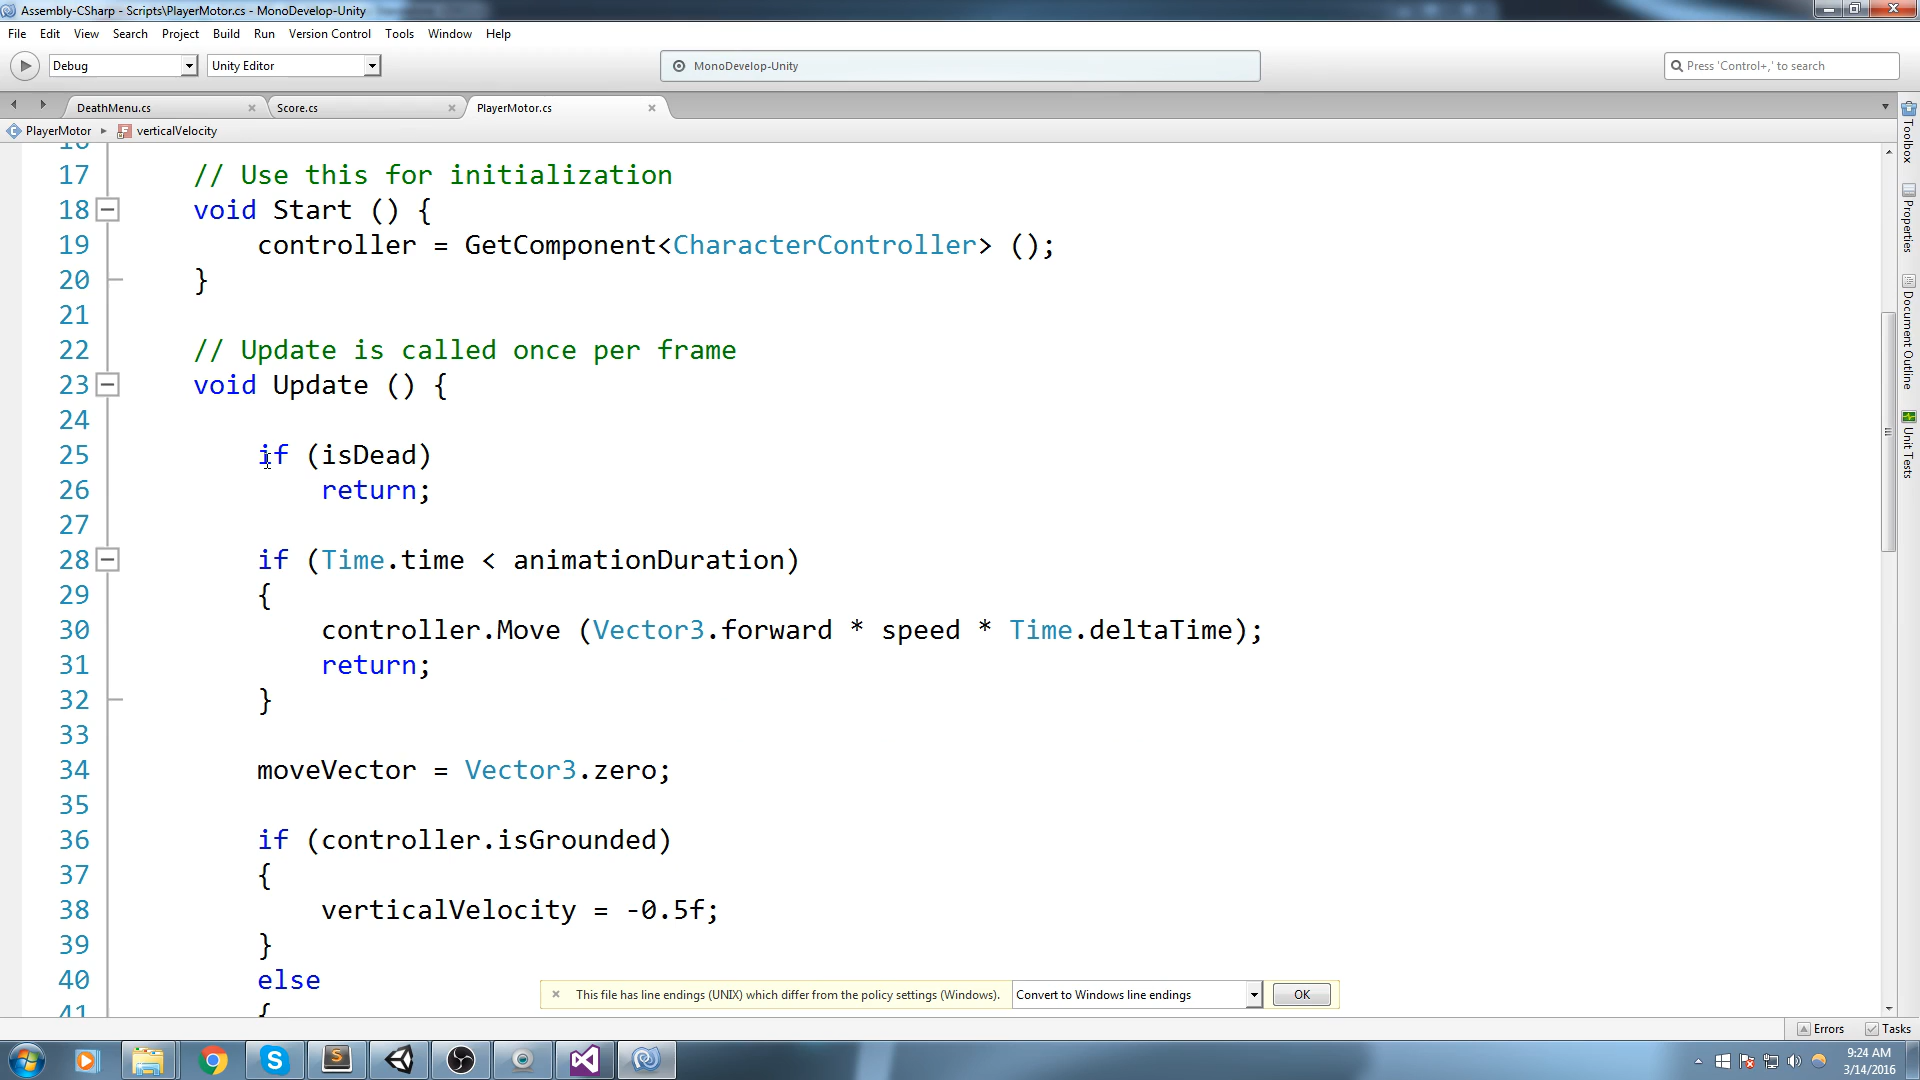 Assembly-CSharp - Scripts\PlayerMotor.cs - MonoDevelop-Unity
File Edit View Search Project Build Run Version Control Tools Window Help
Debug Unity Editor MonoDevelop-Unity Press 'Control+,' to search
DeathMenu.cs Score.cs PlayerMotor.cs
PlayerMotor verticalVelocity
17 // Use this for initialization
18 void Start () {
19 controller = GetComponent<CharacterController> ();
20 }
21
22 // Update is called once per frame
23 void Update () {
24
25 if (isDead)
26 return;
27
28 if (Time.time < animationDuration)
29 {
30 controller.Move (Vector3.forward * speed * Time.deltaTime);
31 return;
32 }
33
34 moveVector = Vector3.zero;
35
36 if (controller.isGrounded)
37 {
38 verticalVelocity = -0.5f;
39 }
40 else
41 {
This file has line endings (UNIX) which differ from the policy settings (Windows). Convert to Windows line endings OK
Toolbox
Properties
Document Outline
Unit Tests
Errors Tasks
9:24 AM
3/14/2016